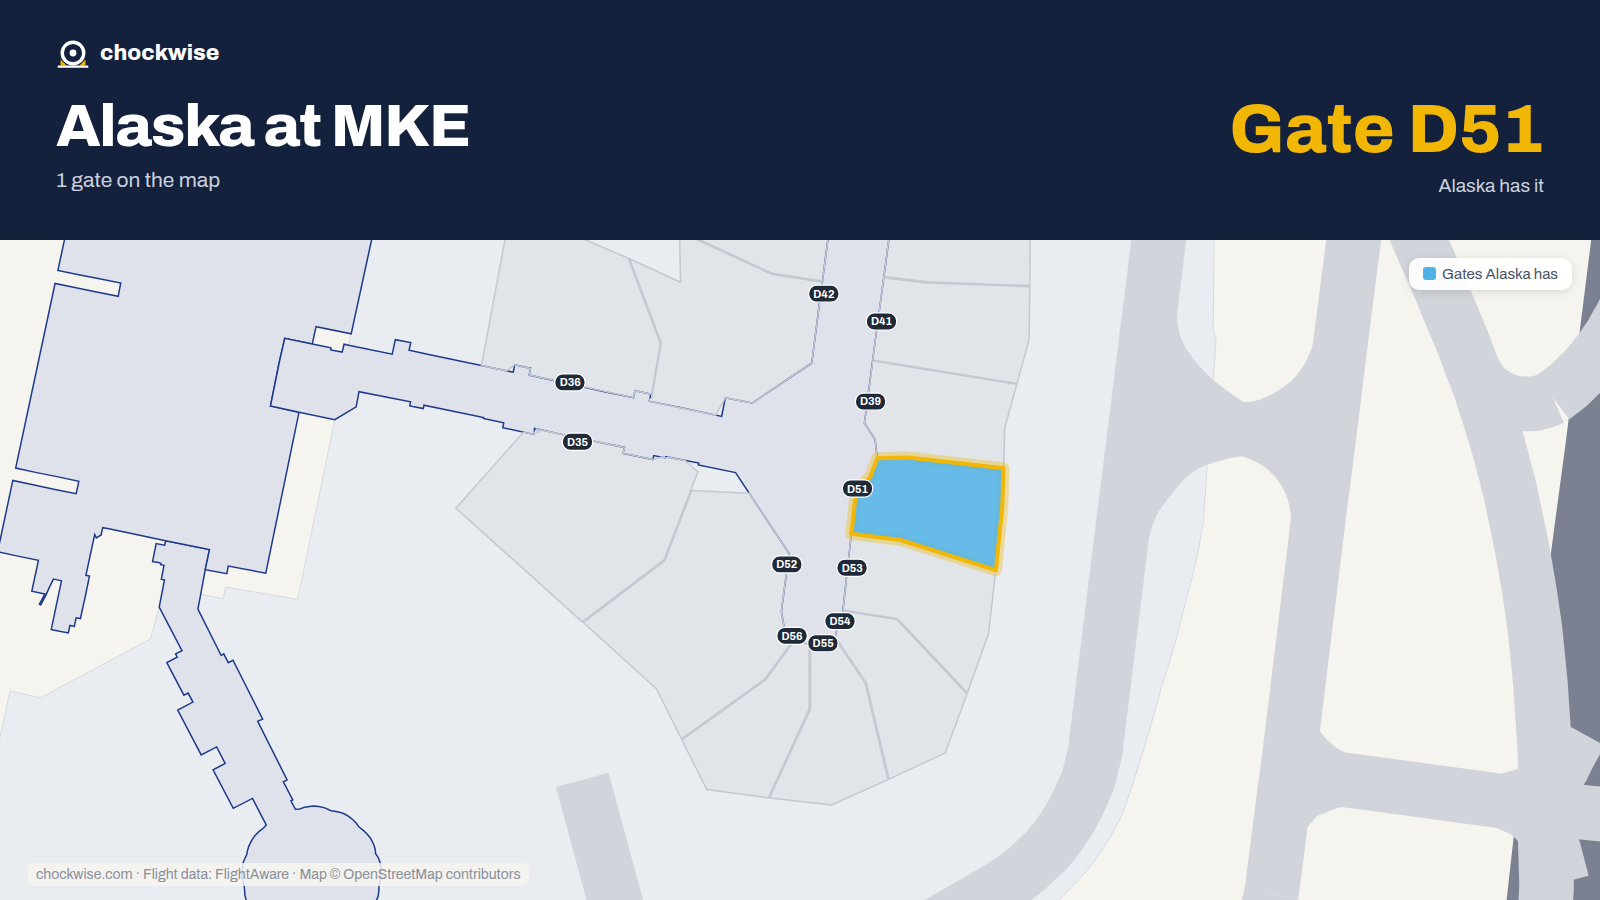 chockwise
Alaska at MKE
1 gate on the map
Gate D51
Alaska has it
Gates Alaska has
D42
D41
D36
D39
D35
D51
D52
D53
D54
D56
D55
chockwise.com · Flight data: FlightAware · Map © OpenStreetMap contributors